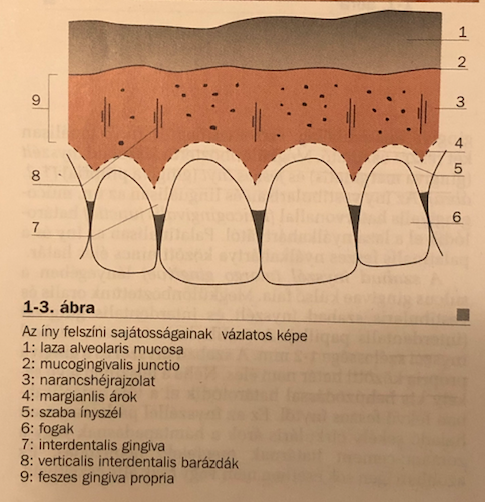 1
2
9
3
4
5
8
7
6
1-3. ábra
Az íny felszíni sajátosságainak vázlatos képe
1: laza alveolaris mucosa
2: mucogingivalis junctio
3: narancshéjrajzolat
4: marginalis árok
5: szaba ínyszél
6: fogak
7: interdentalis gingiva
8: verticalis interdentalis barázdák
9: feszes gingiva propria